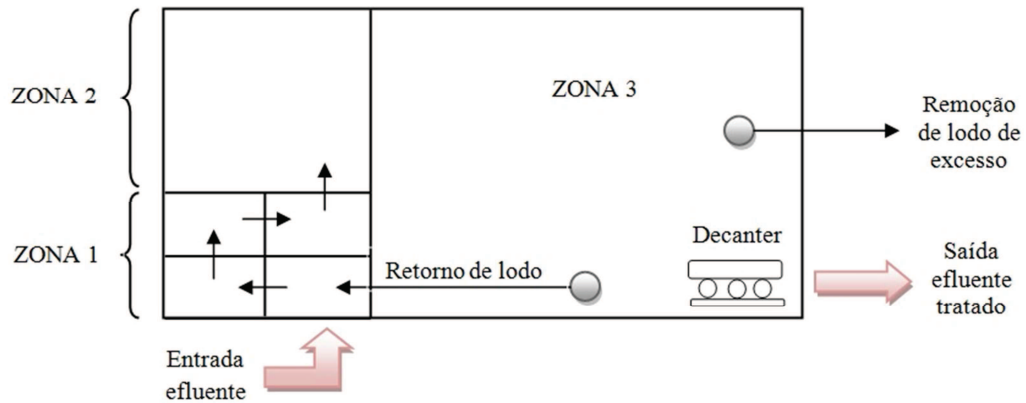 ZONA 2
ZONA 3
Remoção
de lodo de
excesso
ZONA 1
Retorno de lodo
Decanter
Saída
efluente
tratado
Entrada
efluente